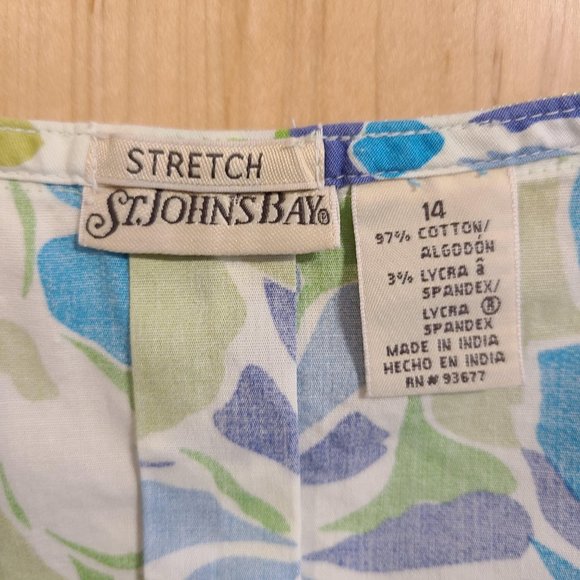 STRETCH
ST. JOHN'S BAY®
14
97% COTTON/
ALGODÓN
3% LYCRA â
SPANDEX/
LYCRA ®
SPANDEX
MADE IN INDIA
HECHO EN INDIA
RN# 93677